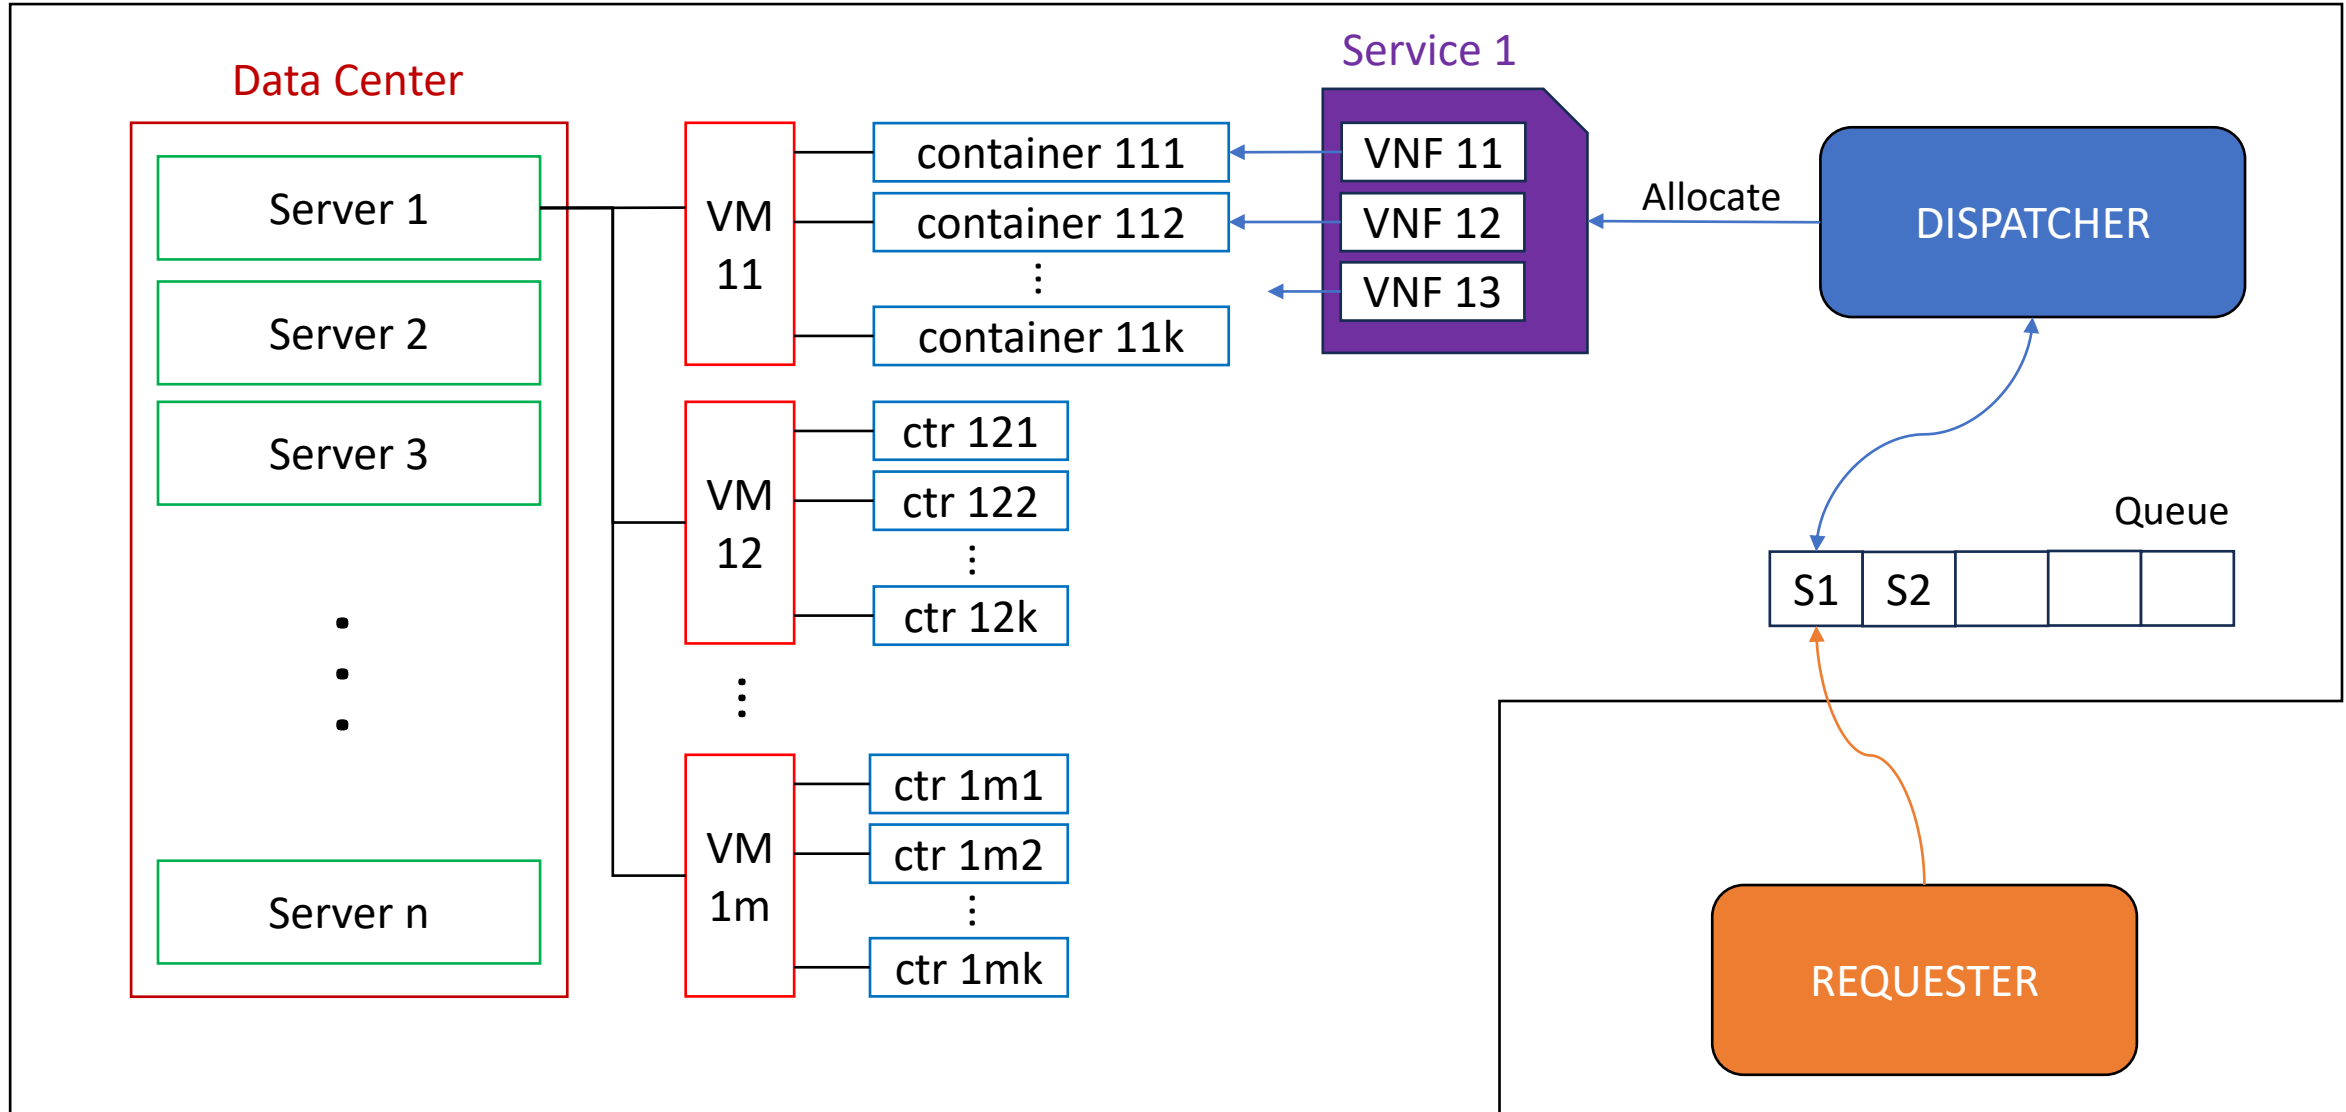 Data Center
Server 1
Server 2
Server 3
Server n
VM
11
VM
12
VM
1m
container 111
container 112
container 11k
ctr 121
ctr 122
ctr 12k
ctr 1m1
ctr 1m2
ctr 1mk
Service 1
VNF 11
VNF 12
VNF 13
Allocate
DISPATCHER
Queue
S1 S2
REQUESTER